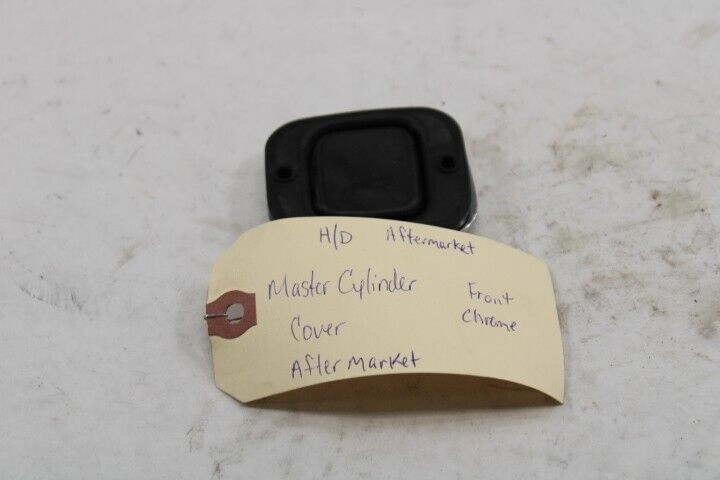 H/D Aftermarket
Master Cylinder
Cover
After Market
Front
Chrome